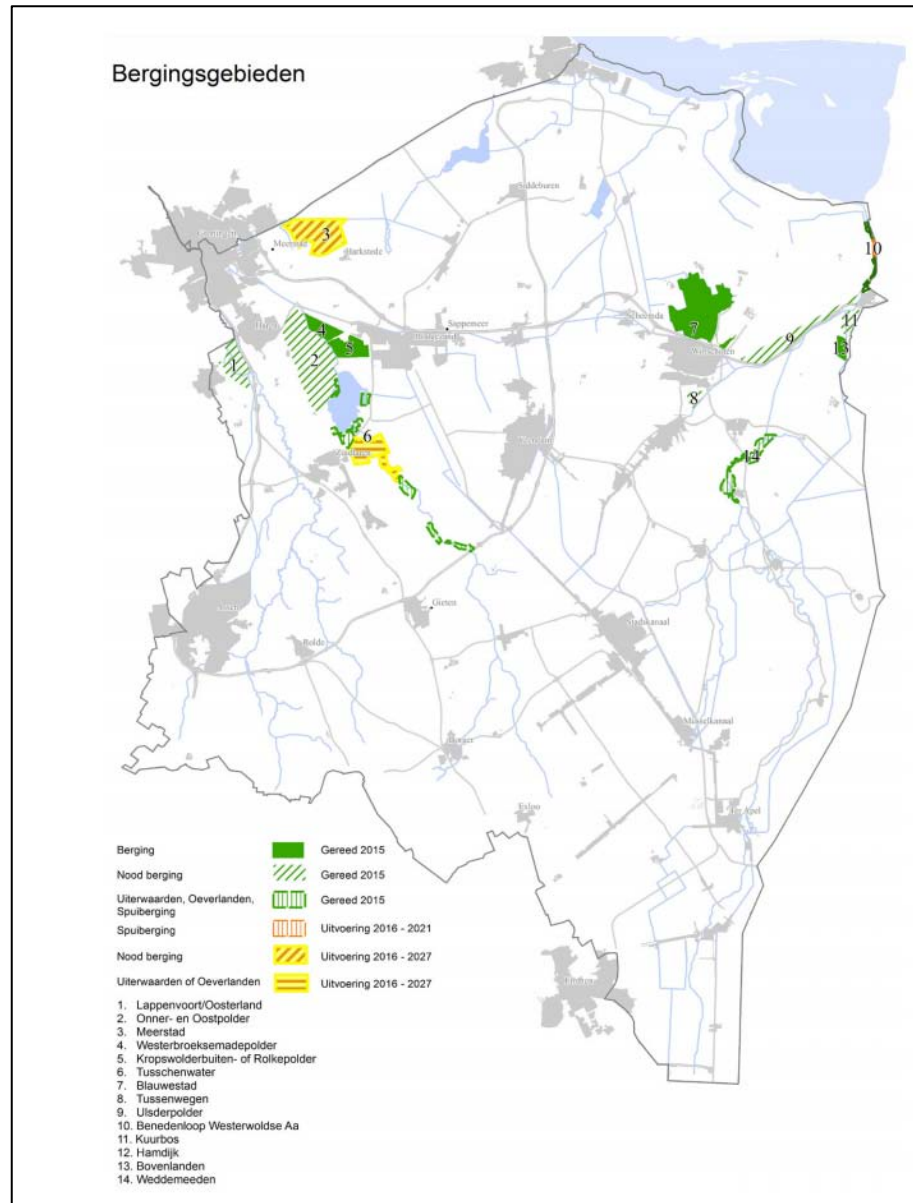 Bergingsgebieden
Siddeburen
Groningen
Meerstad
3
Harkstede
10
Haren
4
Sappemeer
Scheemda
7
11
Hoogezand
5
9
13
1
2
Winschoten
8
6
Veendam
Zuidlaren
14
Assen
Gieten
Stadskanaal
Rolde
Musselkanaal
Borger
Exloo
Ter Apel
Emmen
Berging Gereed 2015
Nood berging Gereed 2015
Uiterwaarden, Oeverlanden,
Spuiberging Gereed 2015
Spuiberging Uitvoering 2016 - 2021
Nood berging Uitvoering 2016 - 2027
Uiterwaarden of Oeverlanden Uitvoering 2016 - 2027
1. Lappenvoort/Oosterland
2. Onner- en Oostpolder
3. Meerstad
4. Westerbroeksemadepolder
5. Kropswolderbuiten- of Rolkepolder
6. Tusschenwater
7. Blauwestad
8. Tussenwegen
9. Ulsderpolder
10. Benedenloop Westerwoldse Aa
11. Kuurbos
12. Hamdijk
13. Bovenlanden
14. Weddemeeden